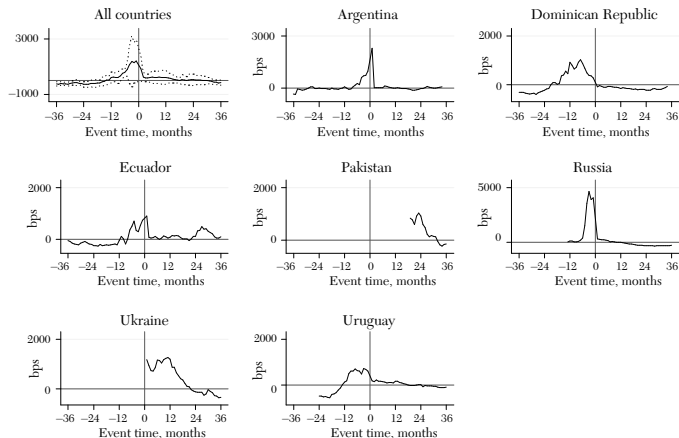 All countries
3000
0
−1000
−36 −24 −12 0 12 24 36
Event time, months
Argentina
bps
3000
0
−36 −24 −12 0 12 24 36
Event time, months
Dominican Republic
bps
2000
0
−36 −24 −12 0 12 24 36
Event time, months
Ecuador
bps
2000
0
−36 −24 −12 0 12 24 36
Event time, months
Pakistan
bps
2000
0
−36 −24 −12 0 12 24 36
Event time, months
Russia
bps
5000
0
−36 −24 −12 0 12 24 36
Event time, months
Ukraine
bps
2000
0
−36 −24 −12 0 12 24 36
Event time, months
Uruguay
bps
2000
0
−36 −24 −12 0 12 24 36
Event time, months